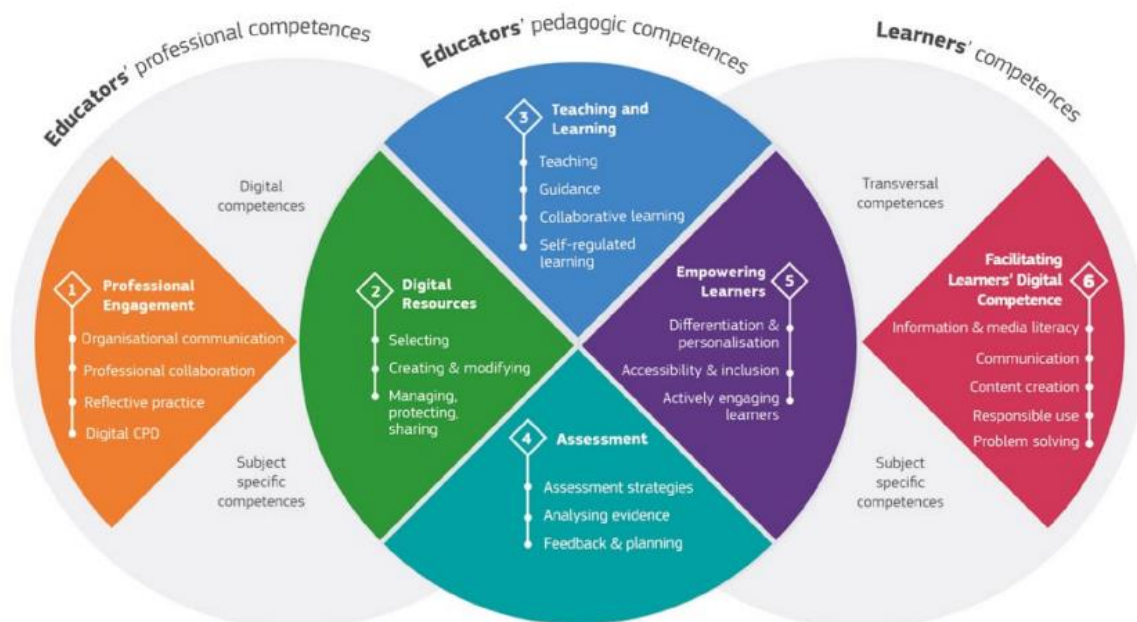 Educators' professional competences
Educators' pedagogic competences
Learners' competences
Digital
competences
Subject
specific
competences
1
Professional
Engagement
Organisational communication
Professional collaboration
Reflective practice
Digital CPD
2
Digital
Resources
Selecting
Creating & modifying
Managing,
protecting,
sharing
3
Teaching and
Learning
Teaching
Guidance
Collaborative learning
Self-regulated
learning
4
Assessment
Assessment strategies
Analysing evidence
Feedback & planning
5
Empowering
Learners
Differentiation &
personalisation
Accessibility & inclusion
Actively engaging
learners
Transversal
competences
Subject
specific
competences
6
Facilitating
Learners' Digital
Competence
Information & media literacy
Communication
Content creation
Responsible use
Problem solving